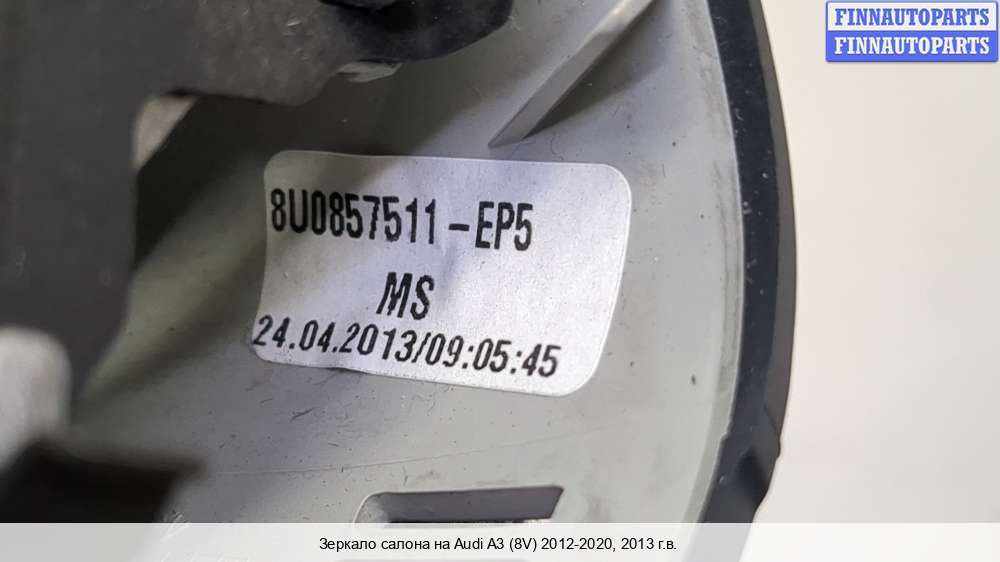 FINNAUTOPARTS
FINNAUTOPARTS
8U0857511-EP5
MS
24.04.2013/09:05:45
Зеркало салона на Audi A3 (8V) 2012-2020, 2013 г.в.